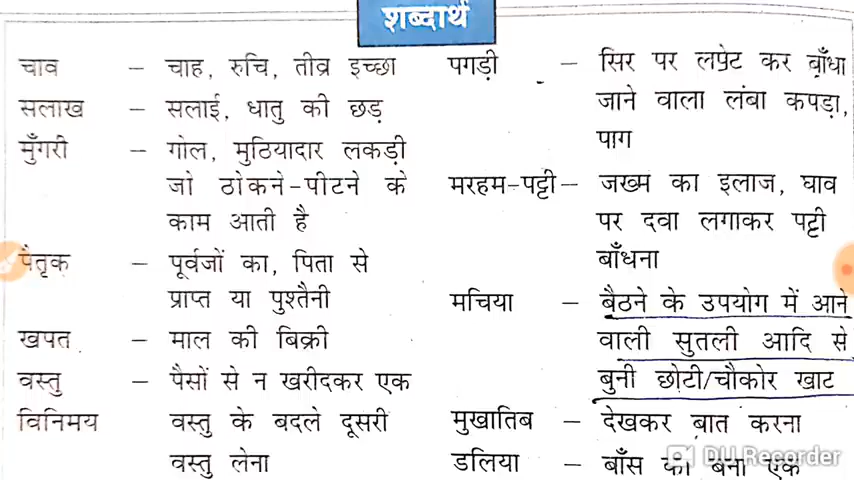 शब्दार्थ
चाव – चाह, रुचि, तीव्र इच्छा
सलाख – सलाई, धातु की छड़
मुँगरी – गोल, मुठियादार लकड़ी
जो ठोकने-पीटने के
काम आती है
पैतृक – पूर्वजों का, पिता से
प्राप्त या पुश्तैनी
खपत – माल की बिक्री
वस्तु – पैसों से न खरीदकर एक
विनिमय वस्तु के बदले दूसरी
वस्तु लेना
पगड़ी – सिर पर लपेट कर बाँधा
जाने वाला लंबा कपड़ा,
पाग
मरहम-पट्टी – जख्म का इलाज, घाव
पर दवा लगाकर पट्टी
बाँधना
मचिया – बैठने के उपयोग में आने
वाली सुतली आदि से
बुनी छोटी/चौकोर खाट
मुखातिब – देखकर बात करना
डलिया – बाँस का बना एक
DU Recorder